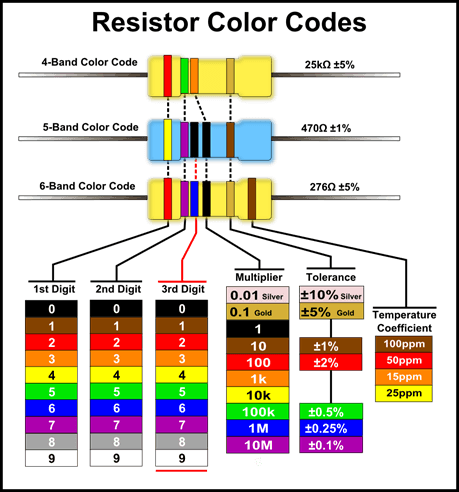 Resistor Color Codes
4-Band Color Code 25kΩ ±5%
5-Band Color Code 470Ω ±1%
6-Band Color Code 276Ω ±5%
1st Digit 2nd Digit 3rd Digit Multiplier Tolerance
0 0 0 0.01 Silver ±10% Silver
1 1 1 0.1 Gold ±5% Gold
2 2 2 1
3 3 3 10 ±1%
4 4 4 100 ±2%
5 5 5 1k
6 6 6 10k
7 7 7 100k ±0.5%
8 8 8 1M ±0.25%
9 9 9 10M ±0.1%
Temperature
Coefficient
100ppm
50ppm
15ppm
25ppm